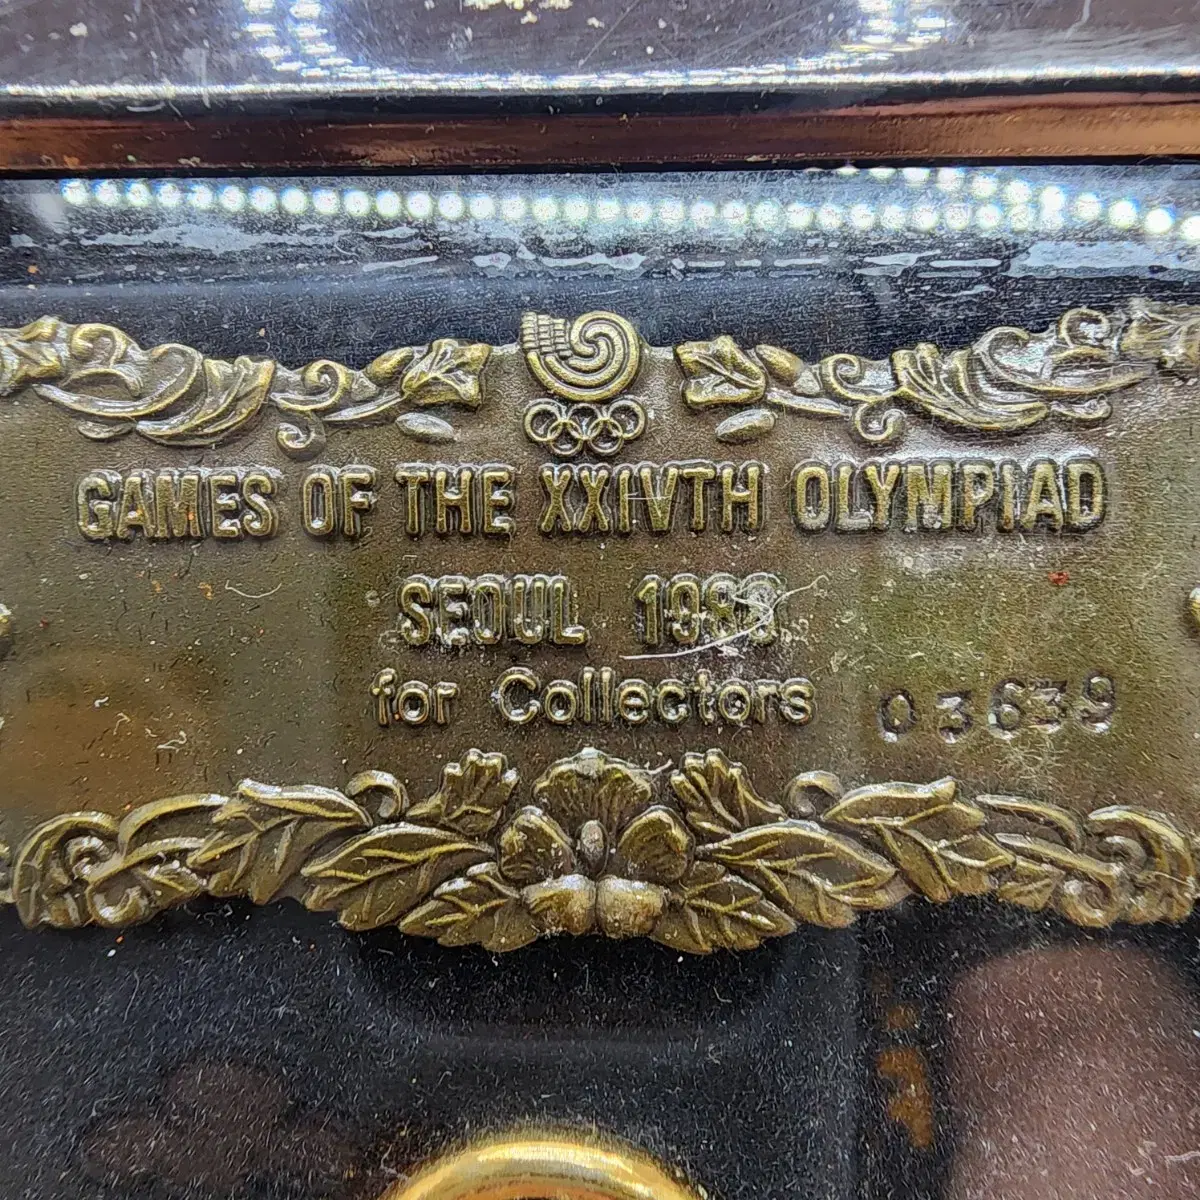 GAMES OF THE XXIVTH OLYMPIAD
SEOUL 1988
for Collectors 03639